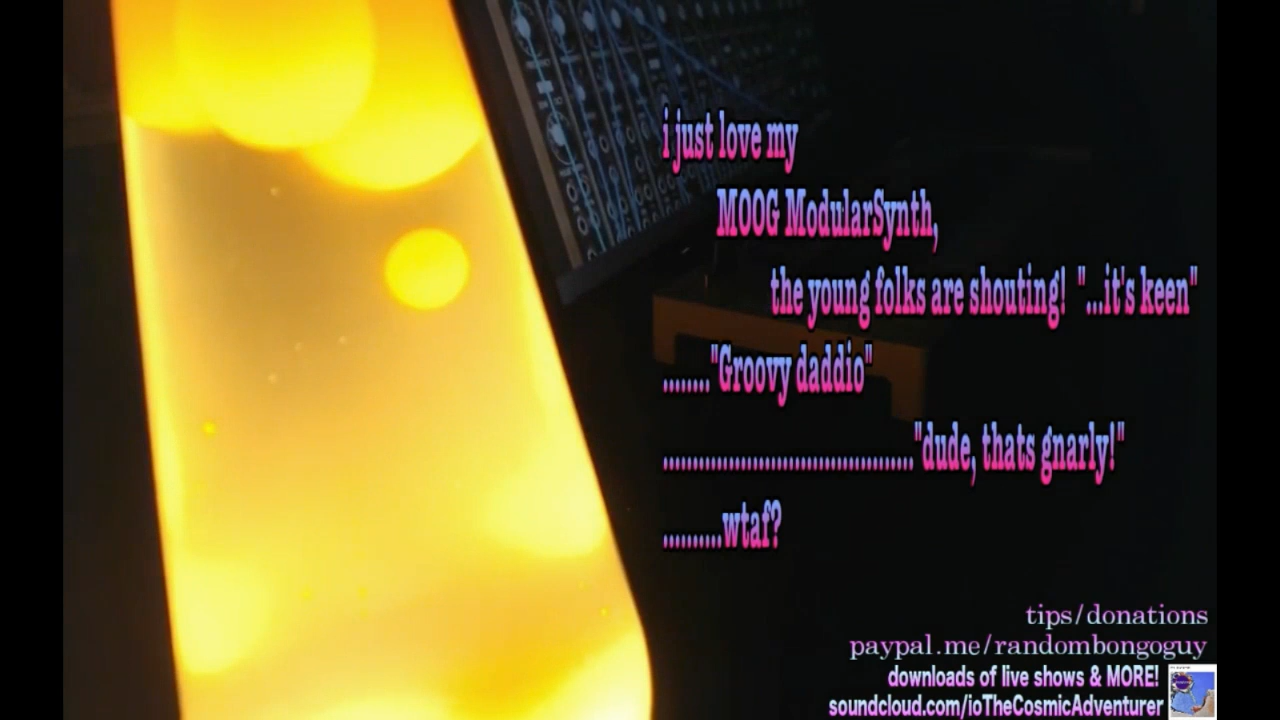 i just love my
MOOG ModularSynth,
the young folks are shouting! "...it's keen"
........"Groovy daddio"
..........................................."dude, thats gnarly!"
..........wtaf?
tips/donations
paypal.me/randombongoguy
downloads of live shows & MORE!
soundcloud.com/ioTheCosmicAdventurer